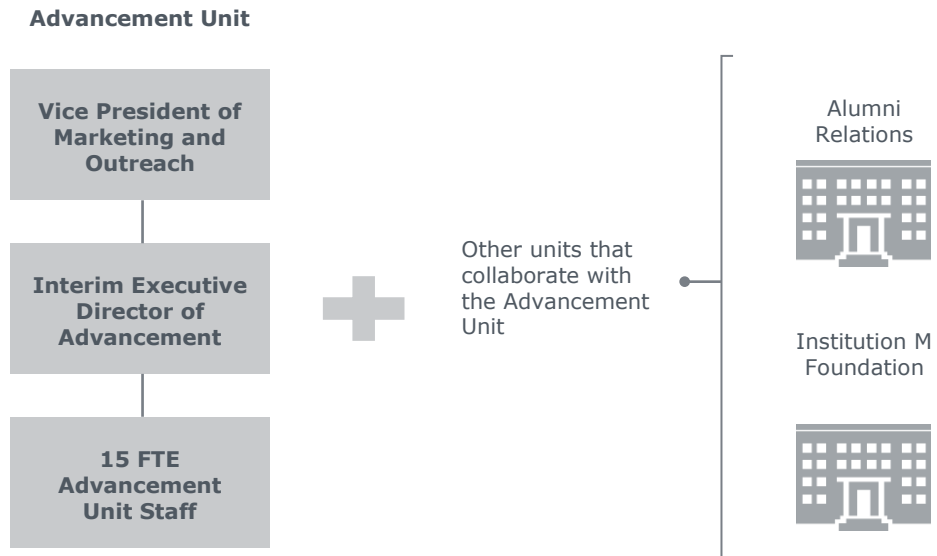 Advancement Unit
Vice President of
Marketing and
Outreach
Interim Executive
Director of
Advancement
15 FTE
Advancement
Unit Staff
Other units that
collaborate with
the Advancement
Unit
Alumni
Relations
Institution M
Foundation